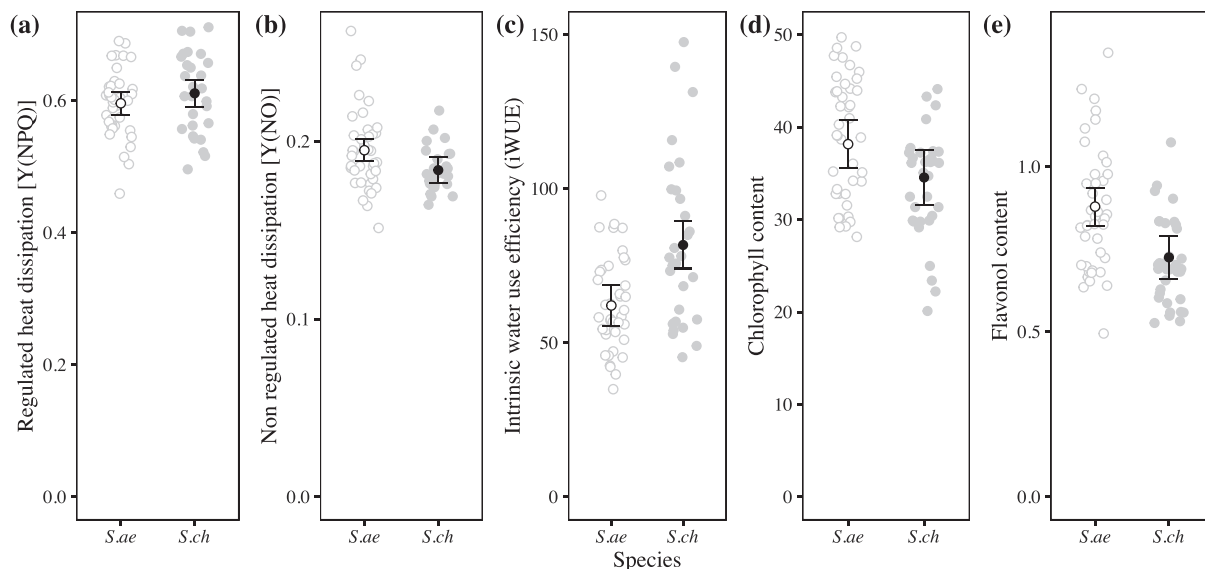 (a)
Regulated heat dissipation [Y(NPQ)]
0.6
0.4
0.2
0.0
S.ae S.ch
(b)
Non regulated heat dissipation [Y(NO)]
0.2
0.1
0.0
S.ae S.ch
(c)
Intrinsic water use efficiency (iWUE)
150
100
50
0
S.ae S.ch
(d)
Chlorophyll content
50
40
30
20
10
0
S.ae S.ch
(e)
Flavonol content
1.0
0.5
0.0
S.ae S.ch
Species